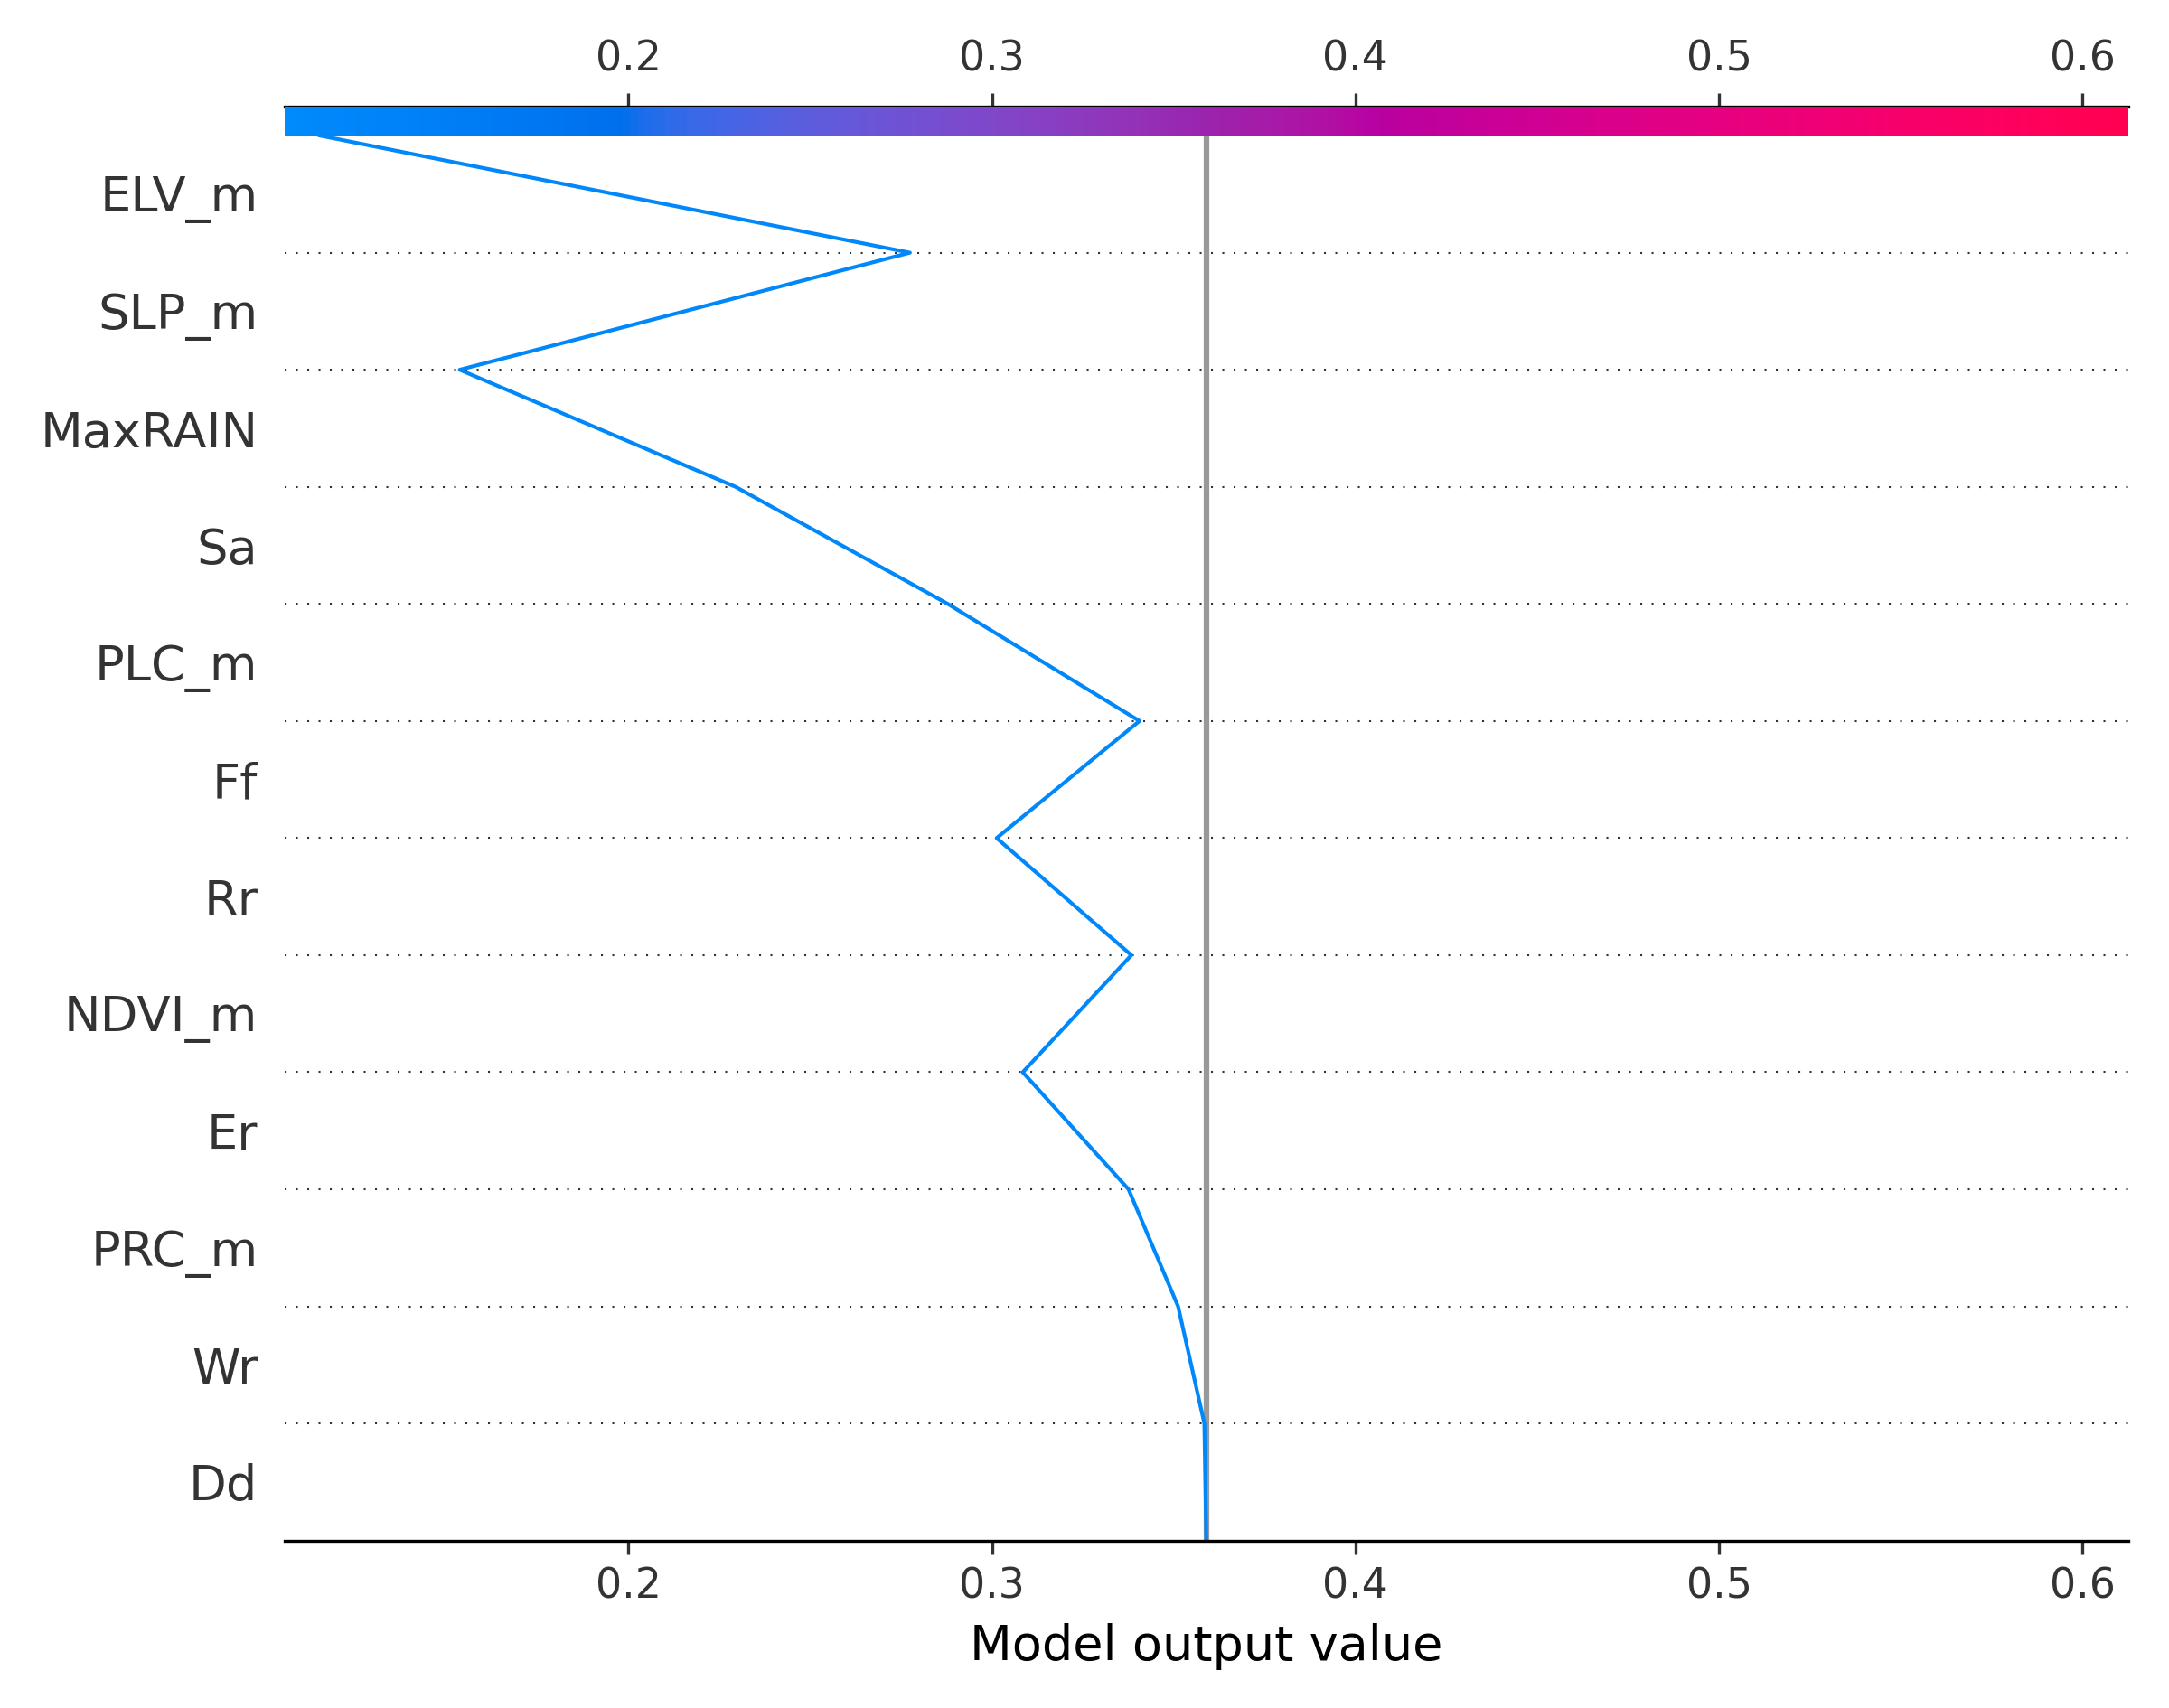 0.2 0.3 0.4 0.5 0.6
ELV_m
SLP_m
MaxRAIN
Sa
PLC_m
Ff
Rr
NDVI_m
Er
PRC_m
Wr
Dd
0.2 0.3 0.4 0.5 0.6
Model output value